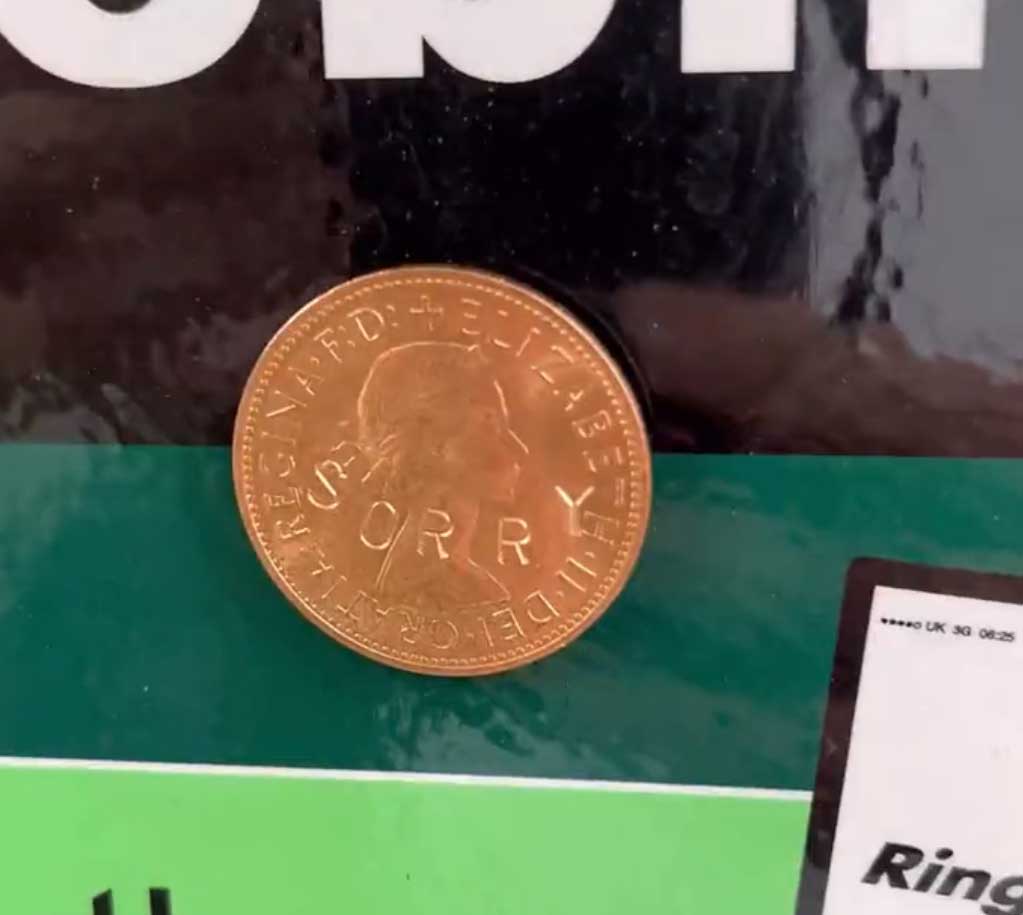 + ELIZABETH·II·DEI·GRATIA·REGINA·F:D:
SORRY
UK 3G 06:25
Ring